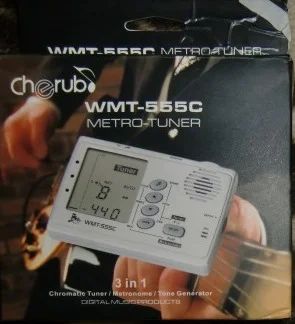 WMT-555C METRO-TUNER
cherub
WMT-555C
METRO-TUNER
Tuner
440
WMT-555C
3 in 1
Chromatic Tuner / Metronome / Tone Generator
DIGITAL MUSIC PRODUCTS